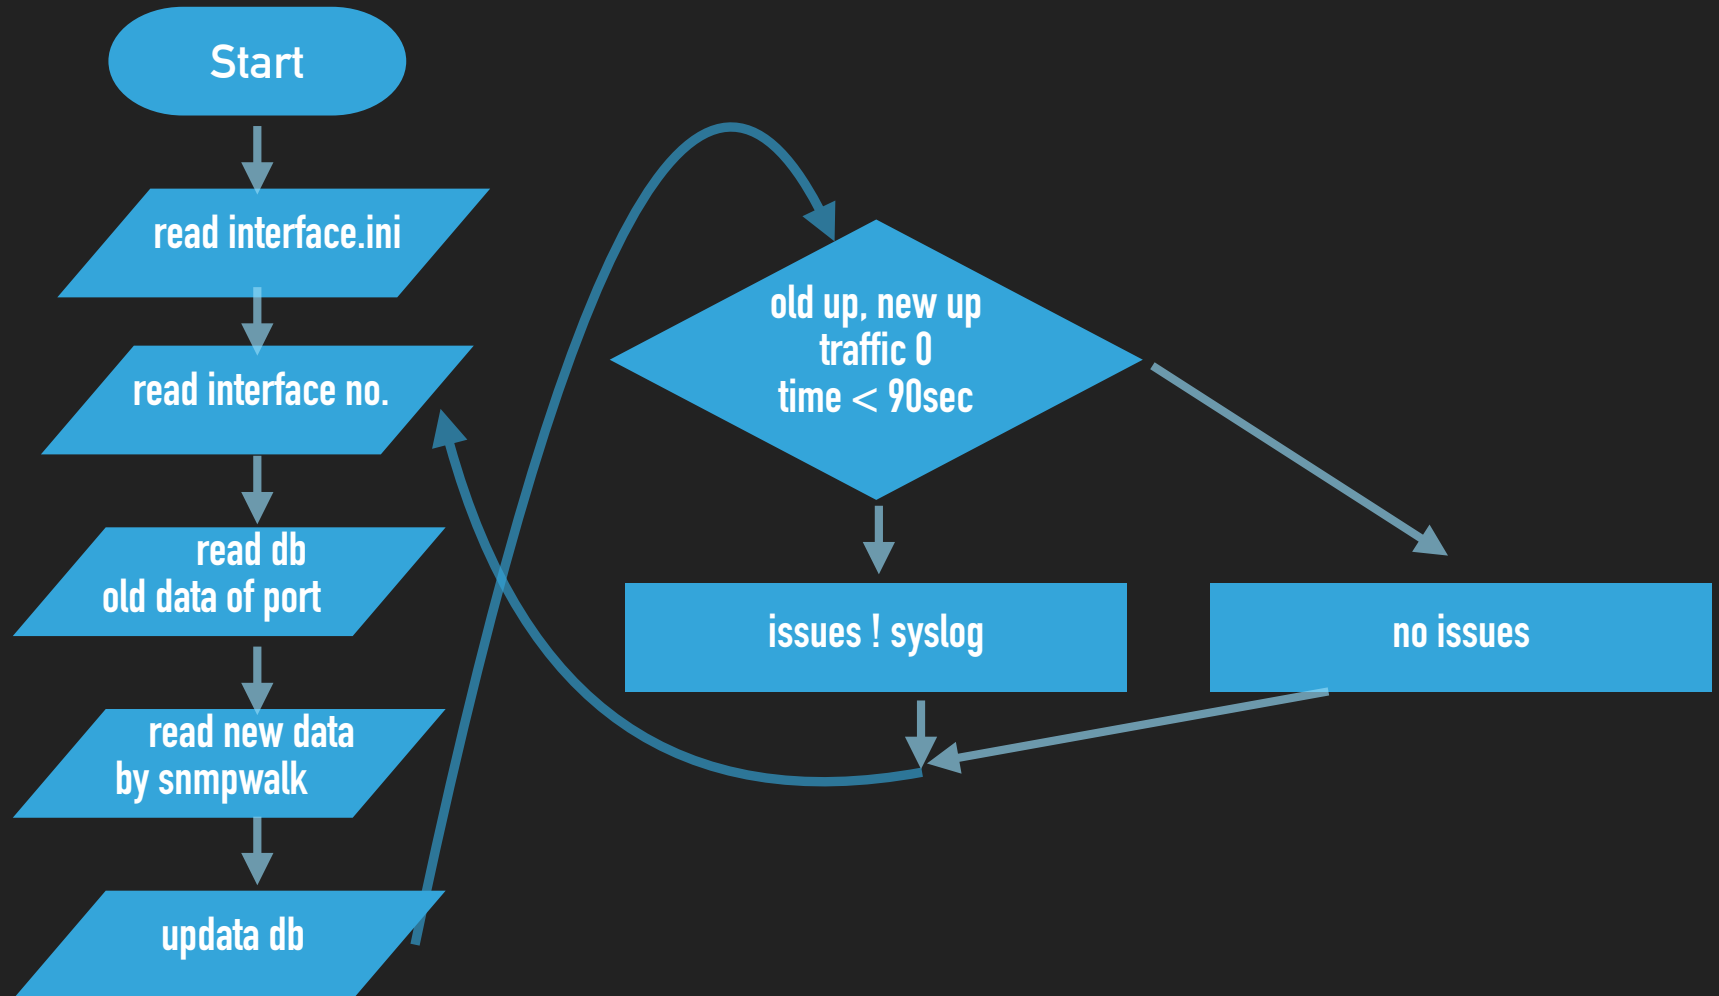 Start
read interface.ini
read interface no.
read db
old data of port
read new data
by snmpwalk
updata db
old up, new up
traffic 0
time < 90sec
issues ! syslog
no issues